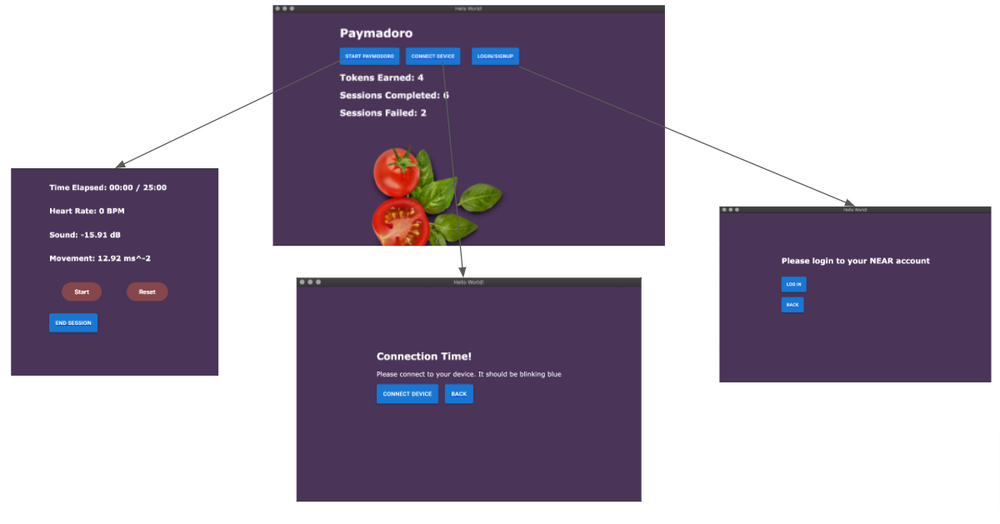 Hello World!
Paymadoro
START PAYMODORO CONNECT DEVICE LOGIN/SIGNUP
Tokens Earned: 4
Sessions Completed: 6
Sessions Failed: 2
Time Elapsed: 00:00 / 25:00
Heart Rate: 0 BPM
Sound: -15.91 dB
Movement: 12.92 ms^-2
Start Reset
END SESSION
Hello World!
Connection Time!
Please connect to your device. It should be blinking blue
CONNECT DEVICE BACK
Hello World!
Please login to your NEAR account
LOG IN
BACK